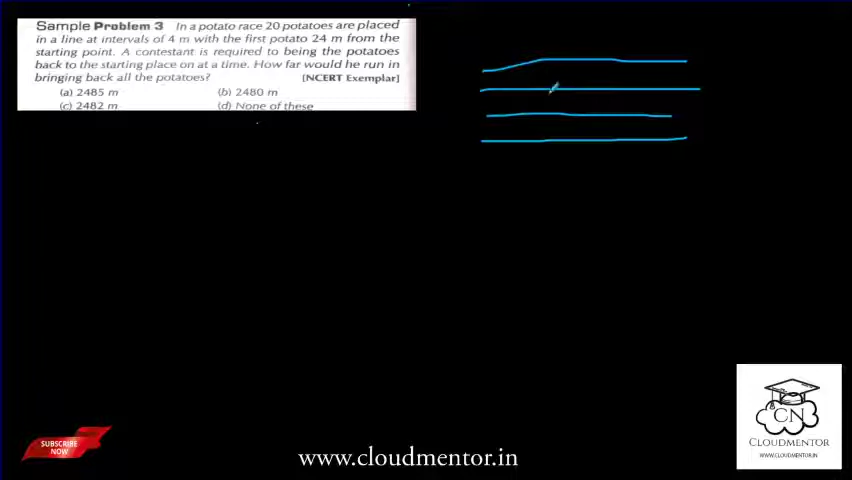 Sample Problem 3 In a potato race 20 potatoes are placed
in a line at intervals of 4 m with the first potato 24 m from the
starting point. A contestant is required to being the potatoes
back to the starting place on at a time. How far would he run in
bringing back all the potatoes? [NCERT Exemplar]
(a) 2485 m (b) 2480 m
(c) 2482 m (d) None of these
SUBSCRIBE
NOW
www.cloudmentor.in
CN
CLOUDMENTOR
WWW.CLOUDMENTOR.IN